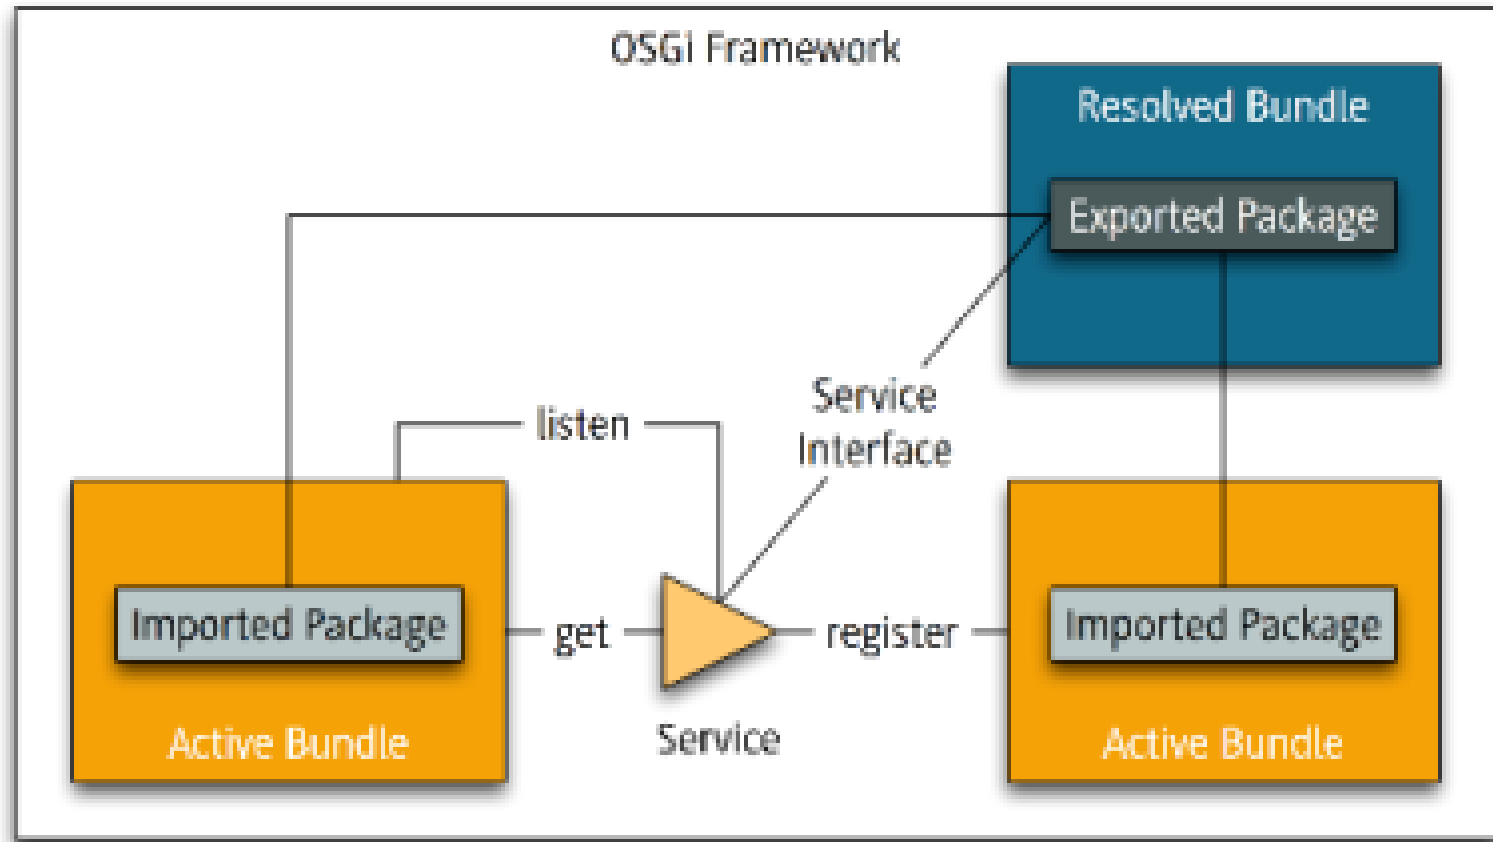 OSGi Framework
Resolved Bundle
Exported Package
Service
Interface
listen
Imported Package
get
register
Imported Package
Service
Active Bundle
Active Bundle